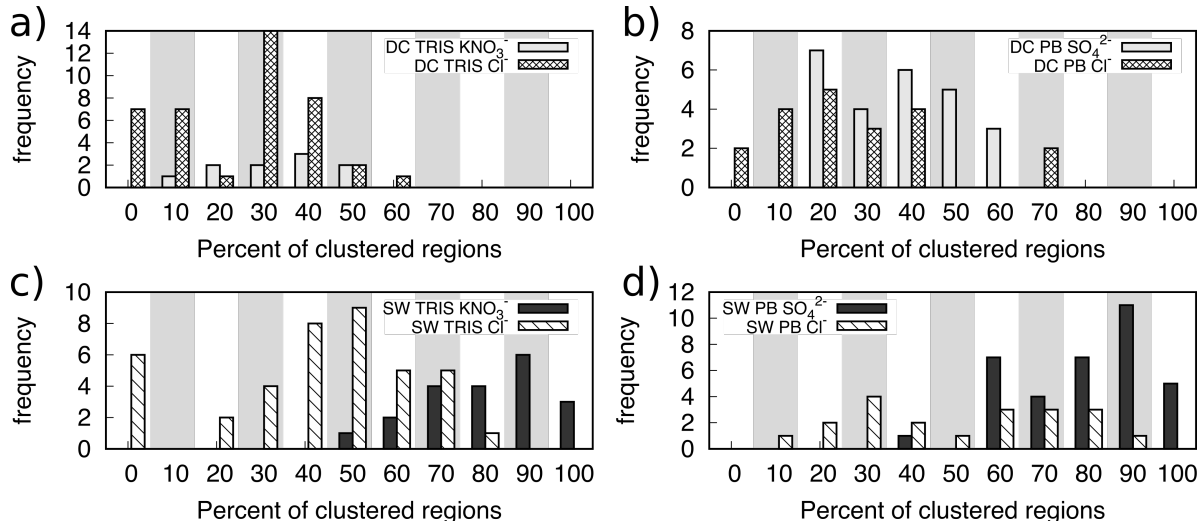 a)
14
12
10
8
6
4
2
0
frequency
DC TRIS KNO₃⁻
DC TRIS Cl⁻
0 10 20 30 40 50 60 70 80 90 100
Percent of clustered regions
b)
8
6
4
2
0
frequency
DC PB SO₄²⁻
DC PB Cl⁻
0 10 20 30 40 50 60 70 80 90 100
Percent of clustered regions
c)
10
8
6
4
2
0
frequency
SW TRIS KNO₃⁻
SW TRIS Cl⁻
0 10 20 30 40 50 60 70 80 90 100
Percent of clustered regions
d)
12
10
8
6
4
2
0
frequency
SW PB SO₄²⁻
SW PB Cl⁻
0 10 20 30 40 50 60 70 80 90 100
Percent of clustered regions